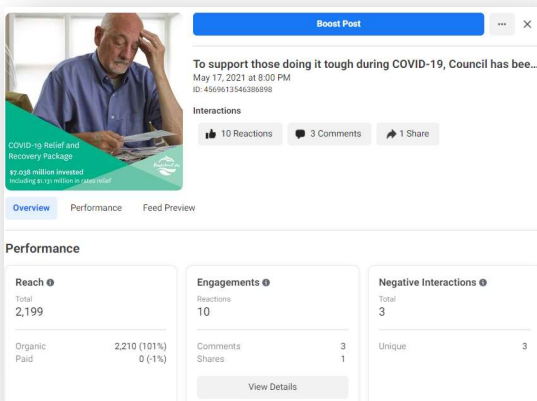 Boost Post
To support those doing it tough during COVID-19, Council has bee...
May 17, 2021 at 8:00 PM
ID: 4569613546386898
Interactions
10 Reactions
3 Comments
1 Share
COVID-19 Relief and
Recovery Package
$7.038 million invested
Including $1.131 million in rates relief
Overview
Performance
Feed Preview
Performance
Reach
Total
2,199
Organic 2,210 (101%)
Paid 0 (-1%)
Engagements
Reactions
10
Comments 3
Shares 1
View Details
Negative Interactions
Total
3
Unique 3